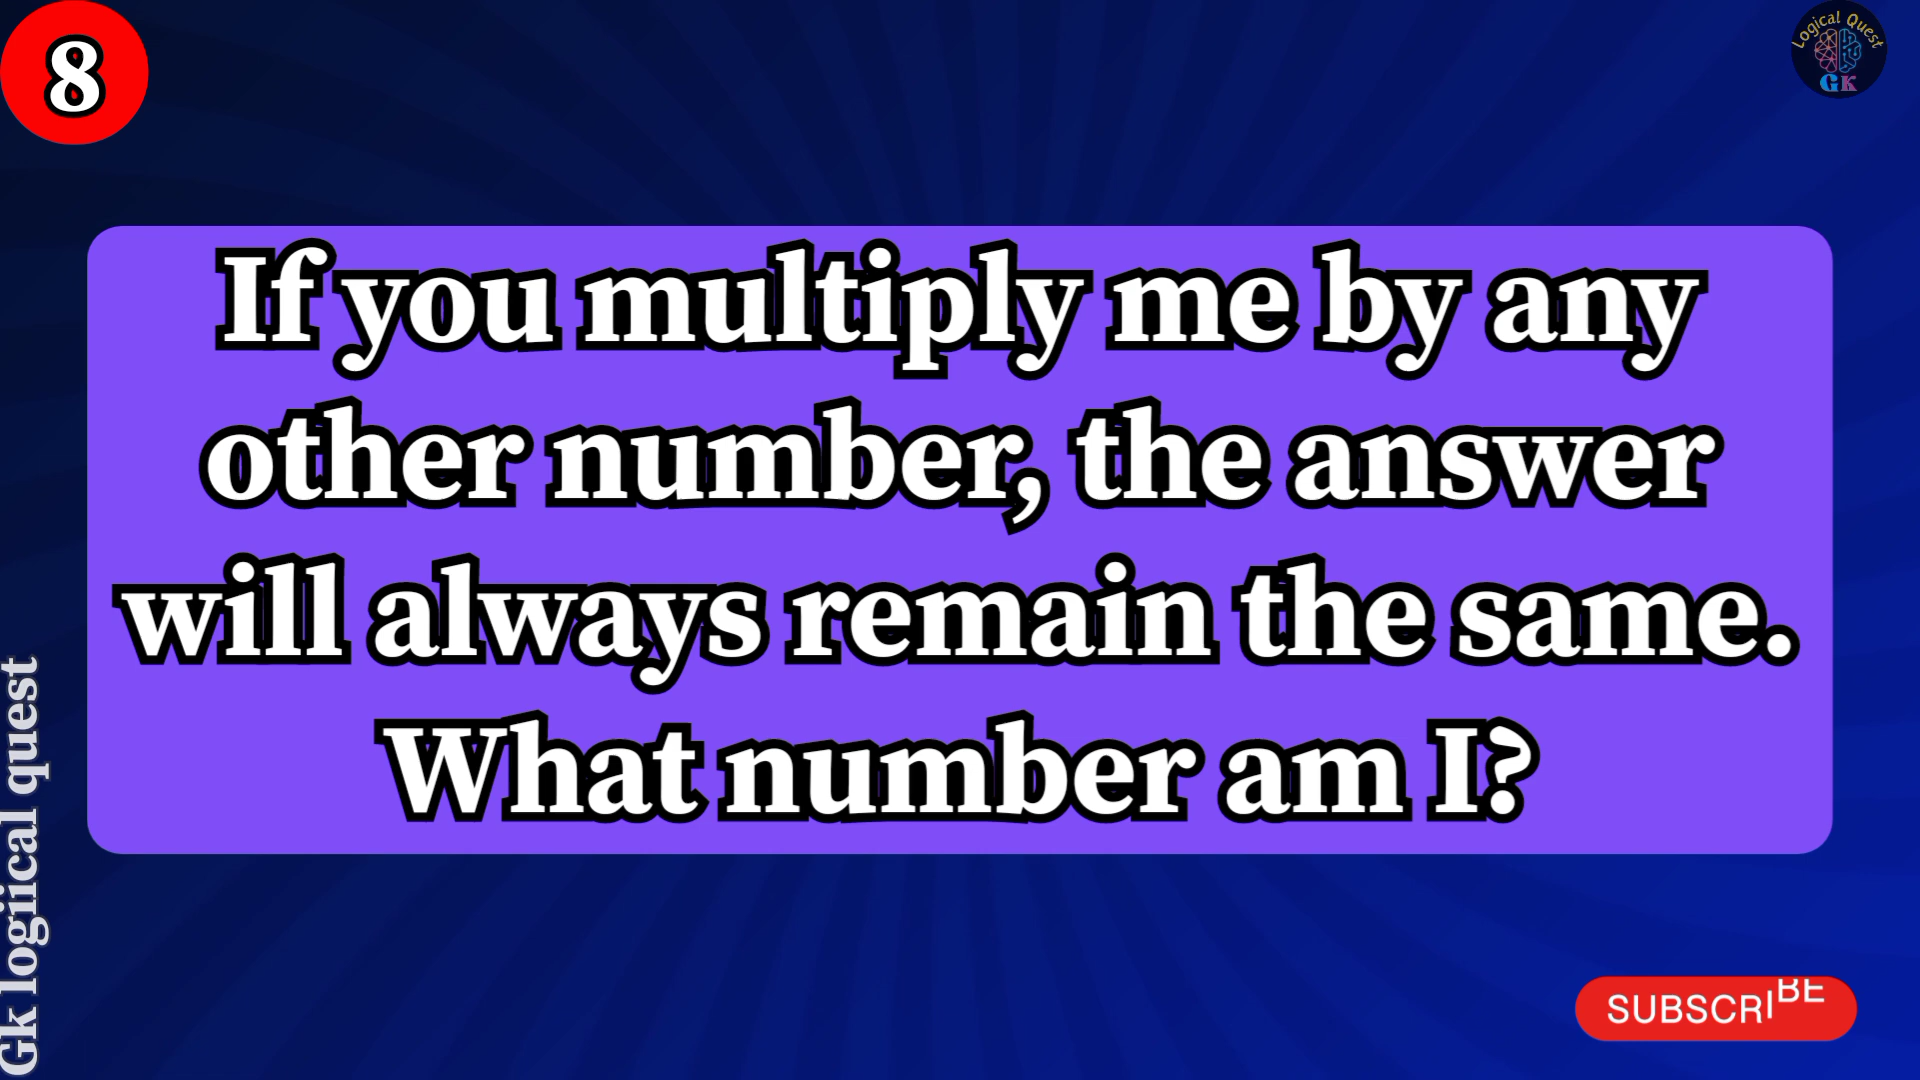 8
Logical Quest
GK
If you multiply me by any
other number, the answer
will always remain the same.
What number am I?
Gk logiical quest
SUBSCRIBE